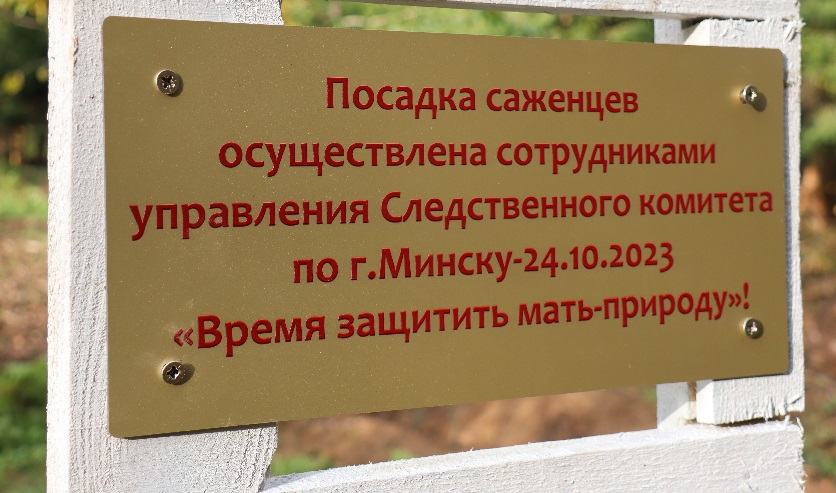 Посадка саженцев
осуществлена сотрудниками
управления Следственного комитета
по г.Минску-24.10.2023
«Время защитить мать-природу»!